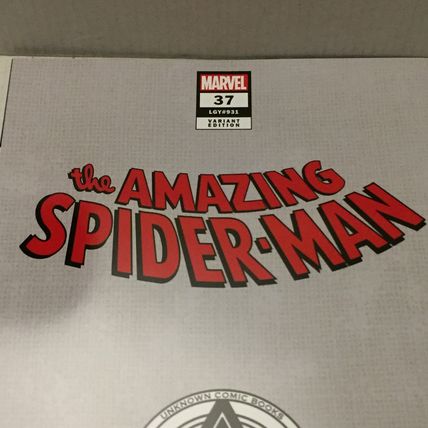 MARVEL
37
LGY#931
VARIANT
EDITION
the AMAZING
SPIDER-MAN
UNKNOWN COMIC BOOKS